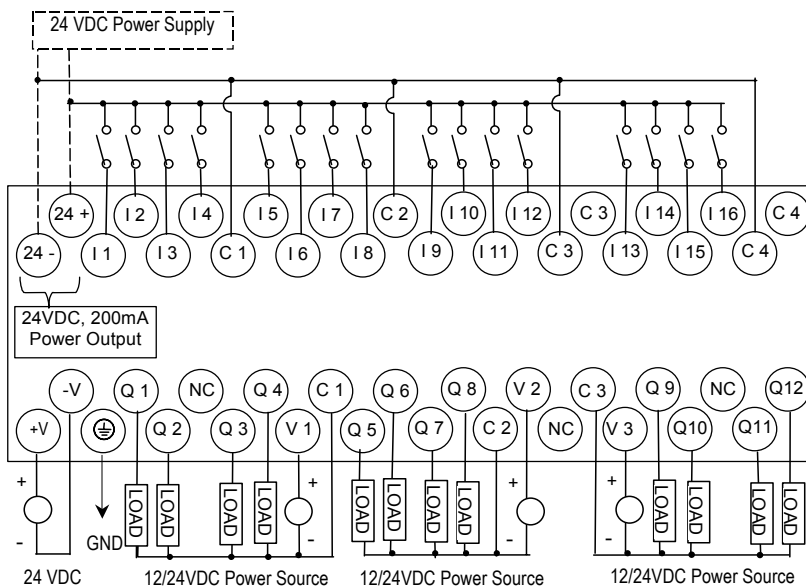 24 VDC Power Supply
24 + I 2 I 4 I 5 I 7 C 2 I 10 I 12 C 3 I 14 I 16 C 4
24 - I 1 I 3 C 1 I 6 I 8 I 9 I 11 C 3 I 13 I 15 C 4
24VDC, 200mA
Power Output
-V Q 1 NC Q 4 C 1 Q 6 Q 8 V 2 C 3 Q 9 NC Q12
+V Q 2 Q 3 V 1 Q 5 Q 7 C 2 NC V 3 Q10 Q11
+ LOAD LOAD LOAD LOAD + LOAD LOAD LOAD LOAD + + LOAD LOAD LOAD LOAD
- GND - - -
24 VDC 12/24VDC Power Source 12/24VDC Power Source 12/24VDC Power Source